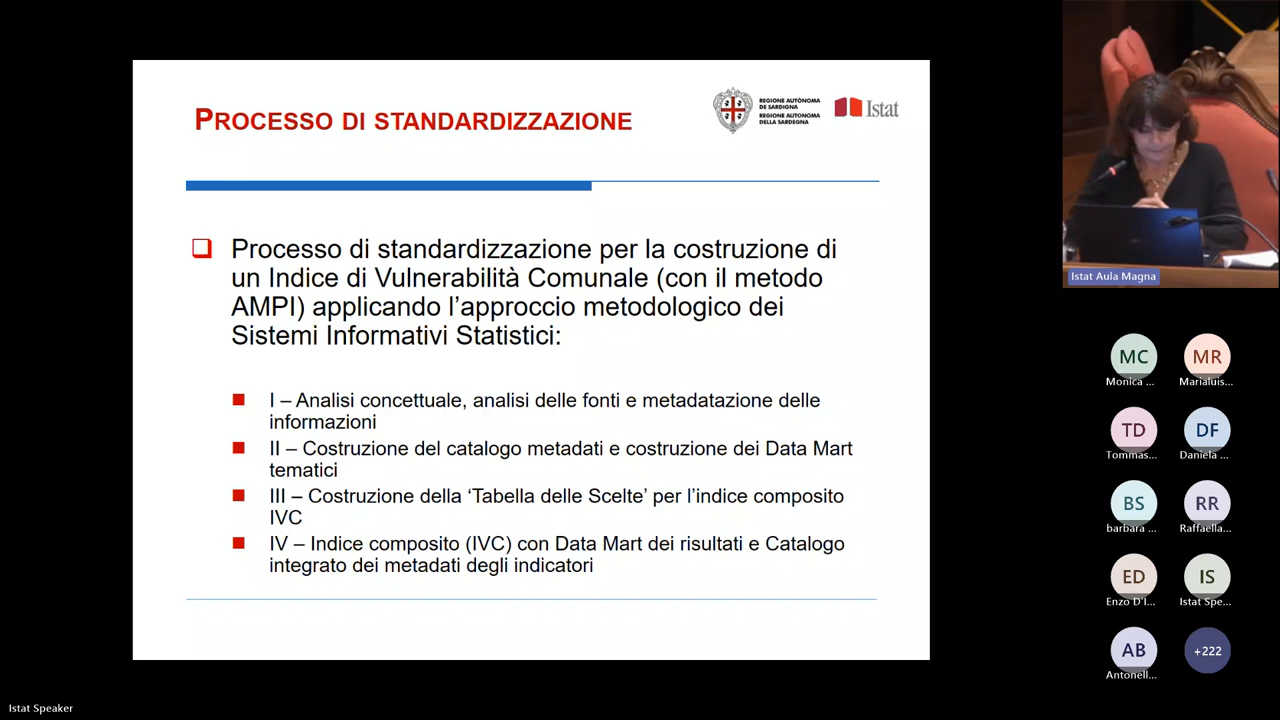 PROCESSO DI STANDARDIZZAZIONE
REGIONE AUTÒNOMA
DE SARDIGNA
REGIONE AUTONOMA
DELLA SARDEGNA
Istat
Processo di standardizzazione per la costruzione di
un Indice di Vulnerabilità Comunale (con il metodo
AMPI) applicando l’approccio metodologico dei
Sistemi Informativi Statistici:
I – Analisi concettuale, analisi delle fonti e metadatazione delle
informazioni
II – Costruzione del catalogo metadati e costruzione dei Data Mart
tematici
III – Costruzione della ‘Tabella delle Scelte’ per l’indice composito
IVC
IV – Indice composito (IVC) con Data Mart dei risultati e Catalogo
integrato dei metadati degli indicatori
Istat Aula Magna
MC
Monica ...
MR
Marialuis...
TD
Tommas...
DF
Daniela ...
BS
barbara ...
RR
Raffaella...
ED
Enzo D'I...
IS
Istat Spe...
AB
Antonell...
+222
Istat Speaker